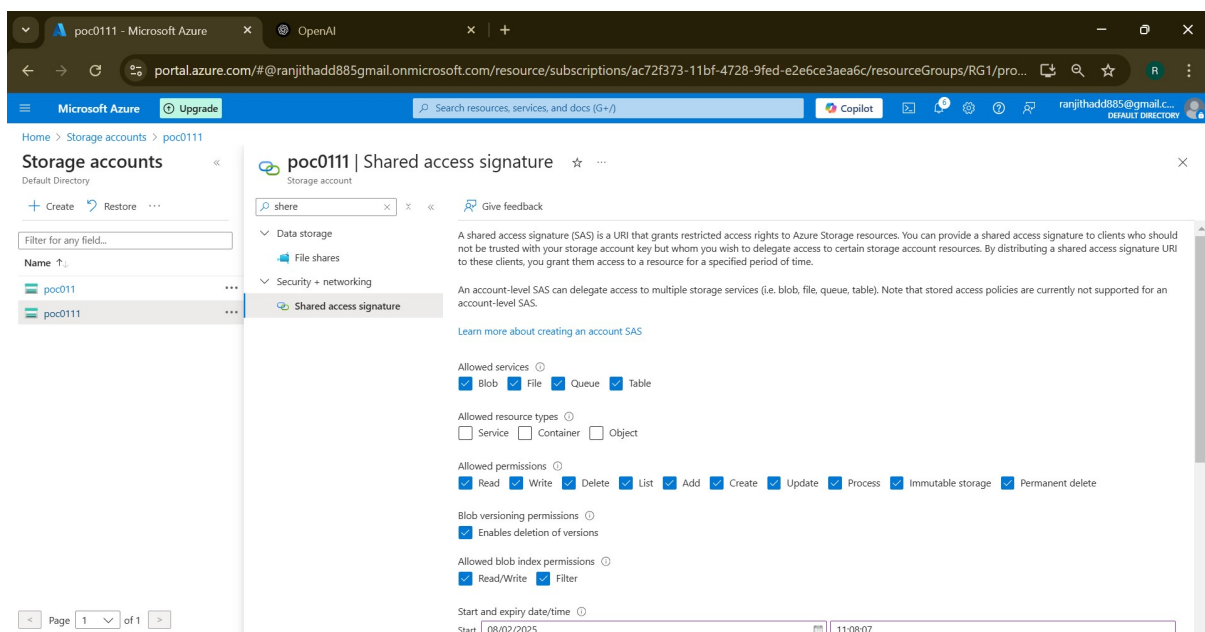 poc0111 - Microsoft Azure
OpenAI
portal.azure.com/#@ranjithadd885gmail.onmicrosoft.com/resource/subscriptions/ac72f373-11bf-4728-9fed-e2e6ce3aea6c/resourceGroups/RG1/pro...
R
Microsoft Azure
Upgrade
Search resources, services, and docs (G+/)
Copilot
6
ranjithadd885@gmail.c...
DEFAULT DIRECTORY
Home > Storage accounts > poc0111
Storage accounts
Default Directory
+ Create Restore ...
Filter for any field...
Name ↑↓
poc011 ...
poc0111 ...
< Page 1 of 1 >
poc0111 | Shared access signature ...
Storage account
shere
Data storage
File shares
Security + networking
Shared access signature
Give feedback
A shared access signature (SAS) is a URI that grants restricted access rights to Azure Storage resources. You can provide a shared access signature to clients who should
not be trusted with your storage account key but whom you wish to delegate access to certain storage account resources. By distributing a shared access signature URI
to these clients, you grant them access to a resource for a specified period of time.
An account-level SAS can delegate access to multiple storage services (i.e. blob, file, queue, table). Note that stored access policies are currently not supported for an
account-level SAS.
Learn more about creating an account SAS
Allowed services
Blob File Queue Table
Allowed resource types
Service Container Object
Allowed permissions
Read Write Delete List Add Create Update Process Immutable storage Permanent delete
Blob versioning permissions
Enables deletion of versions
Allowed blob index permissions
Read/Write Filter
Start and expiry date/time
Start 08/02/2025 11:08:07